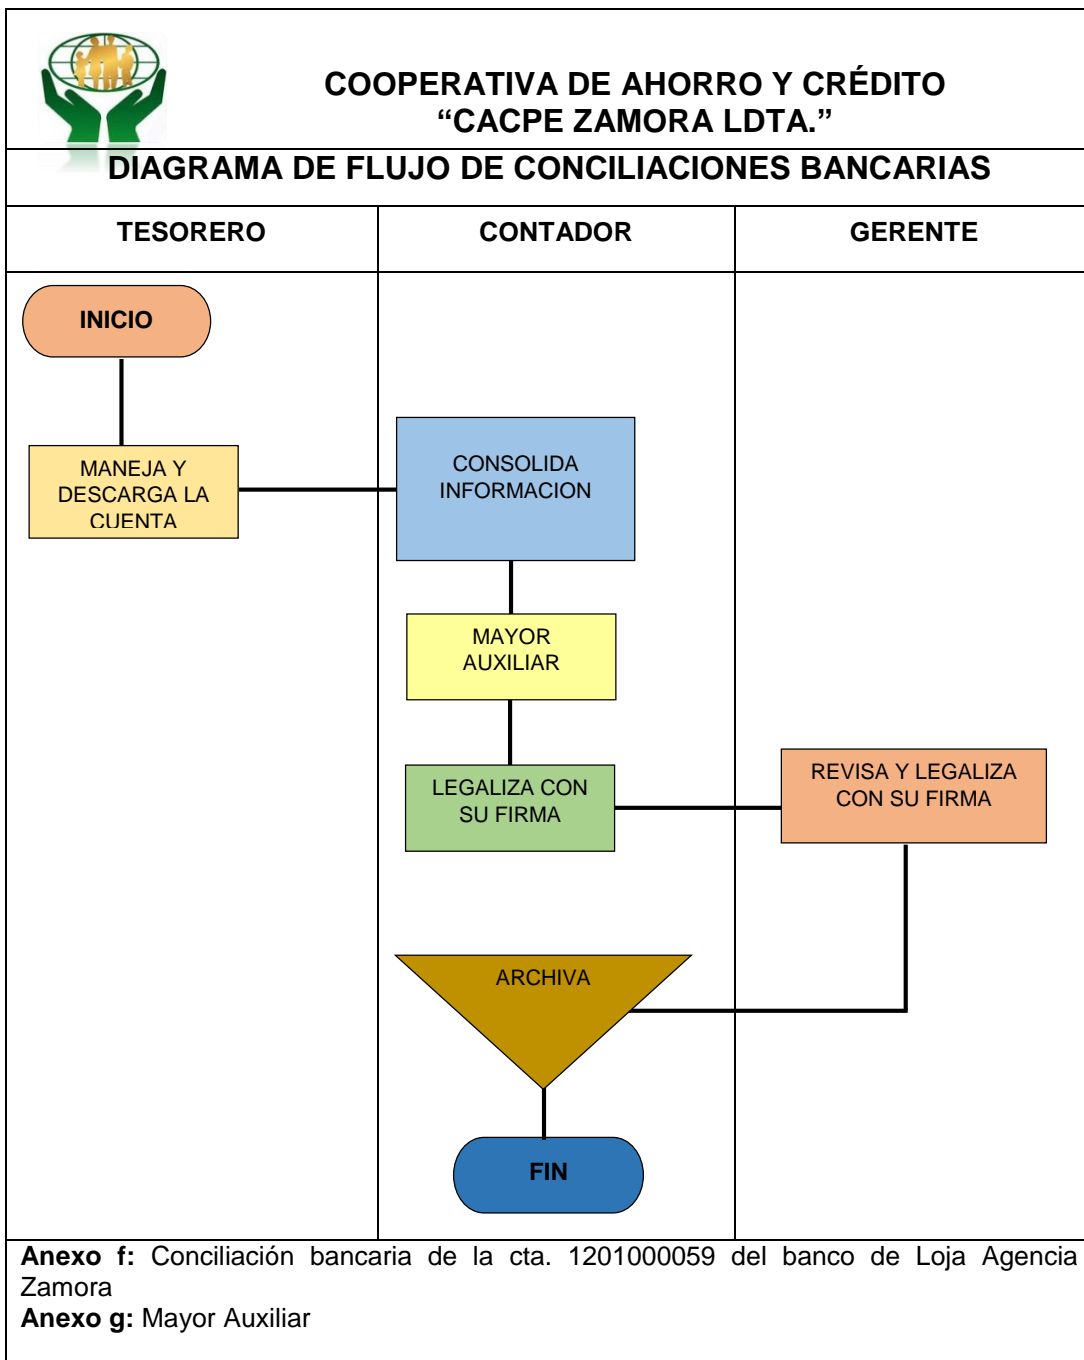 COOPERATIVA DE AHORRO Y CRÉDITO
“CACPE ZAMORA LDTA.”
DIAGRAMA DE FLUJO DE CONCILIACIONES BANCARIAS
TESORERO
CONTADOR
GERENTE
INICIO
MANEJA Y
DESCARGA LA
CUENTA
CONSOLIDA
INFORMACION
MAYOR
AUXILIAR
LEGALIZA CON
SU FIRMA
REVISA Y LEGALIZA
CON SU FIRMA
ARCHIVA
FIN
Anexo f: Conciliación bancaria de la cta. 1201000059 del banco de Loja Agencia
Zamora
Anexo g: Mayor Auxiliar